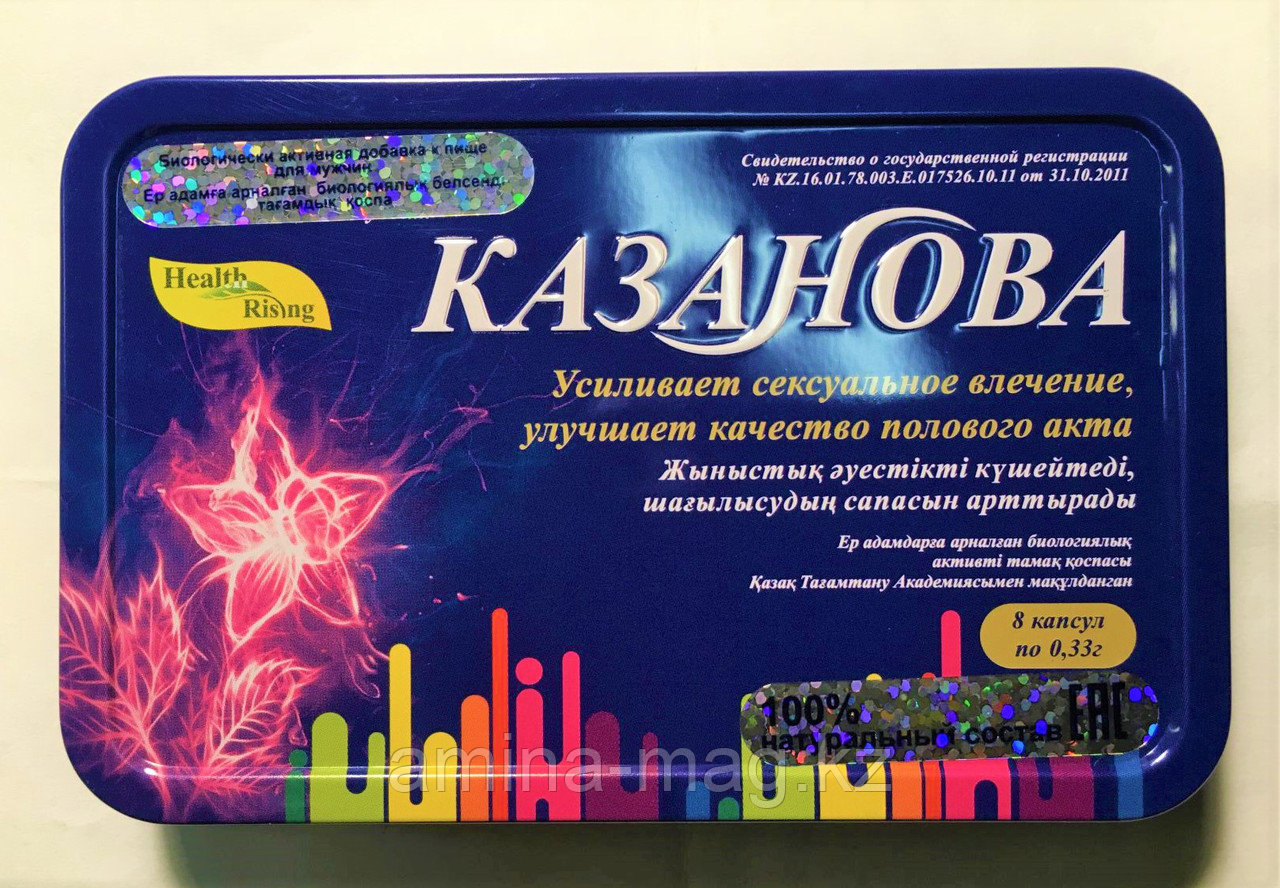 Биологически активная добавка к пище
для мужчин
Ер адамға арналған биологиялық белсенд.
тағамдық қоспа
Свидетельство о государственной регистрации
№ KZ.16.01.78.003.E.017526.10.11 от 31.10.2011
Health
Rising
КАЗАНОВА
Усиливает сексуальное влечение,
улучшает качество полового акта
Жыныстық әуестікті күшейтеді,
шағылысудың сапасын арттырады
Ер адамдарға арналған биологиялық
активті тамақ қоспасы
Қазақ Тағамтану Академиясымен мақұлданған
8 капсул
по 0,33г
100%
натуральный состав EAC
amina-mag.kz